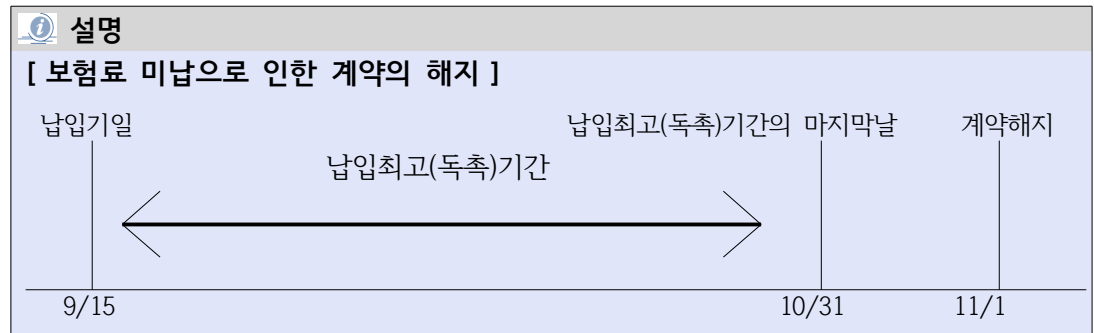 설명
[ 보험료 미납으로 인한 계약의 해지 ]
납입기일 납입최고(독촉)기간의 마지막날 계약해지
납입최고(독촉)기간
9/15 10/31 11/1